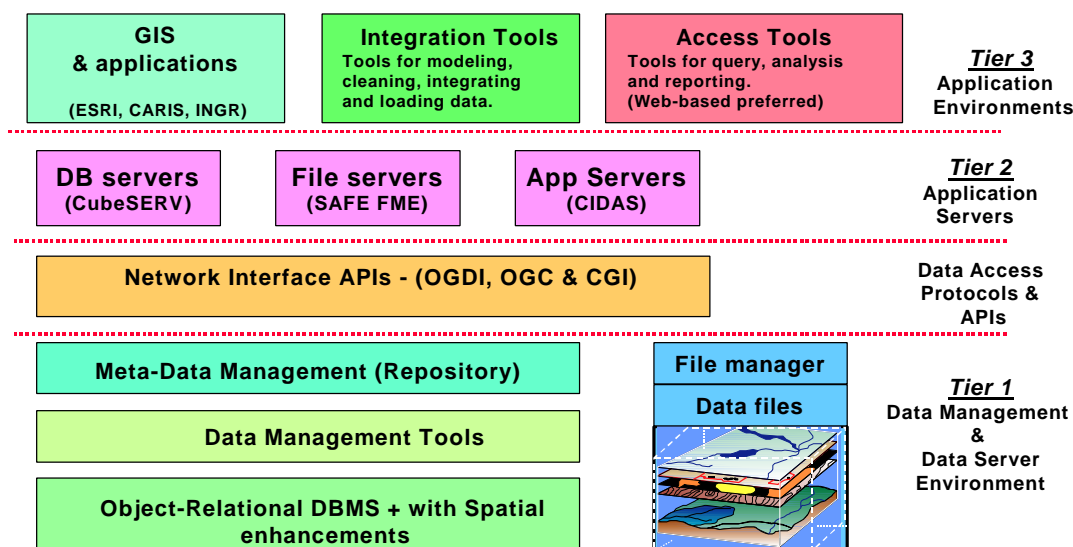 GIS
& applications
(ESRI, CARIS, INGR)
Integration Tools
Tools for modeling,
cleaning, integrating
and loading data.
Access Tools
Tools for query, analysis
and reporting.
(Web-based preferred)
Tier 3
Application
Environments
DB servers
(CubeSERV)
File servers
(SAFE FME)
App Servers
(CIDAS)
Tier 2
Application
Servers
Network Interface APIs - (OGDI, OGC & CGI)
Data Access
Protocols &
APIs
Meta-Data Management (Repository)
Data Management Tools
Object-Relational DBMS + with Spatial
enhancements
File manager
Data files
Tier 1
Data Management
&
Data Server
Environment